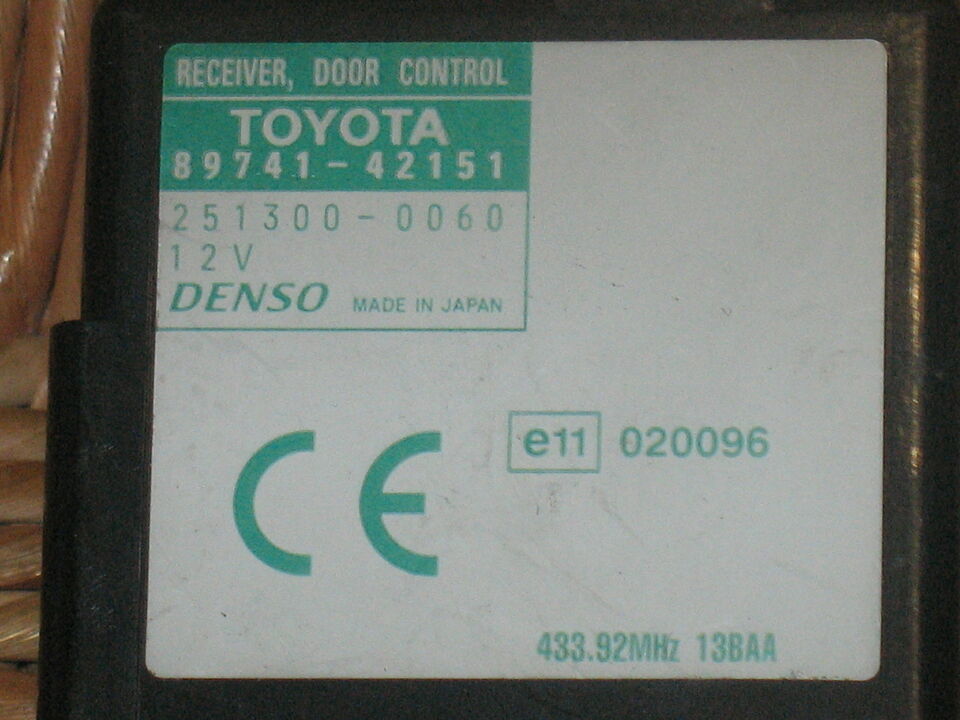 RECEIVER, DOOR CONTROL
TOYOTA
89741-42151
251300-0060
12V
DENSO MADE IN JAPAN
CE
e11 020096
433.92MHz 13BAA